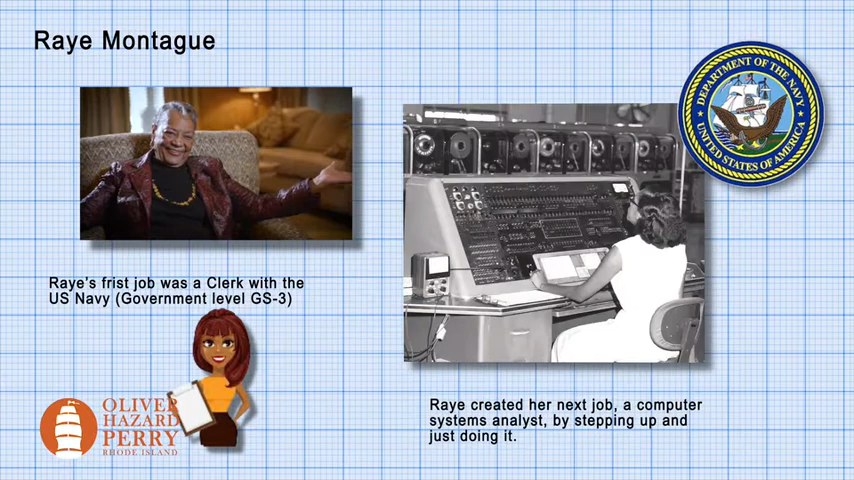 Raye Montague
DEPARTMENT OF THE NAVY
UNITED STATES OF AMERICA
Raye's frist job was a Clerk with the
US Navy (Government level GS-3)
Raye created her next job, a computer
systems analyst, by stepping up and
just doing it.
OLIVER
HAZARD
PERRY
RHODE ISLAND